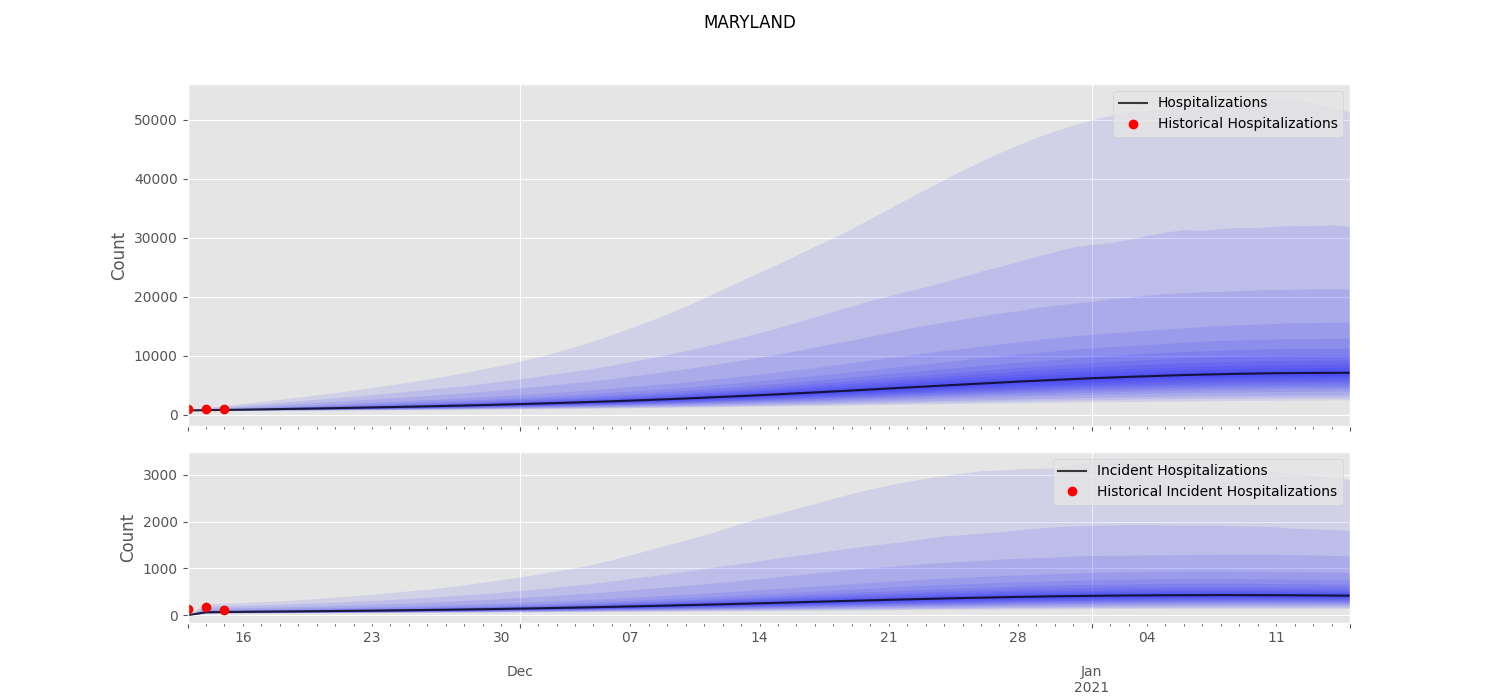 MARYLAND
Hospitalizations
Historical Hospitalizations
50000
40000
30000
20000
10000
0
Count
Incident Hospitalizations
Historical Incident Hospitalizations
3000
2000
1000
0
Count
16 23 30 07 14 21 28 04 11
Dec Jan
2021